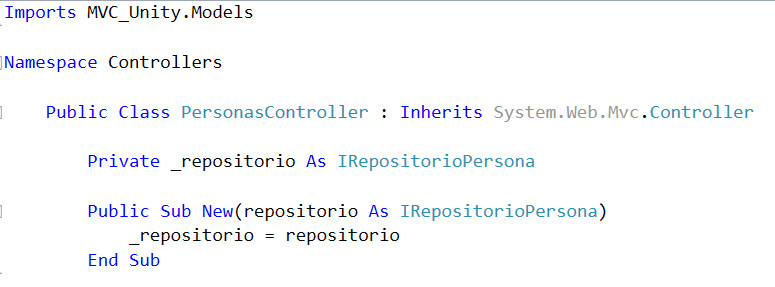 Imports MVC_Unity.Models
Namespace Controllers
Public Class PersonasController : Inherits System.Web.Mvc.Controller
Private _repositorio As IRepositorioPersona
Public Sub New(repositorio As IRepositorioPersona)
_repositorio = repositorio
End Sub